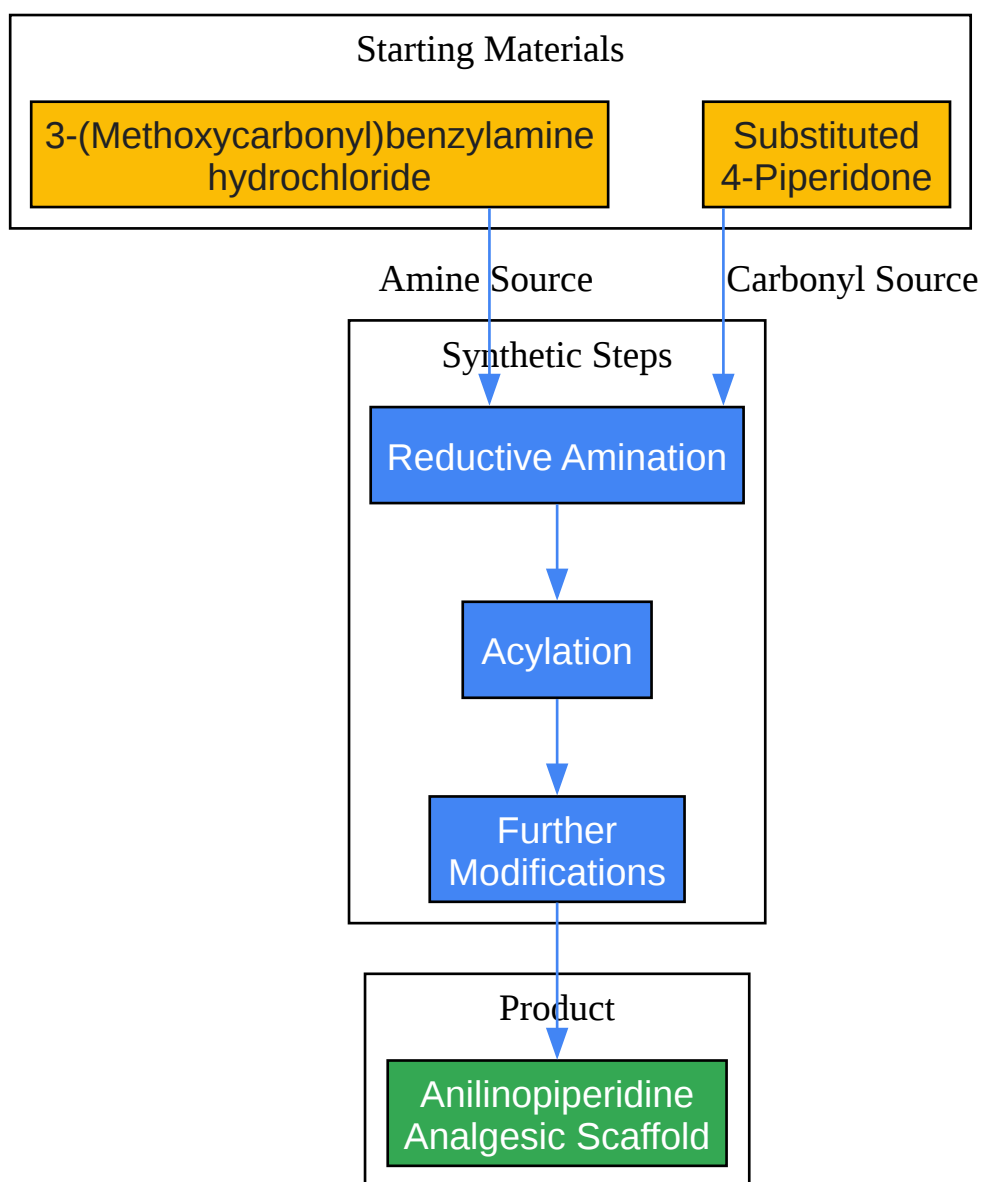 Starting Materials
3-(Methoxycarbonyl)benzylamine
hydrochloride
Substituted
4-Piperidone
Amine Source
Carbonyl Source
Synthetic Steps
Reductive Amination
Acylation
Further
Modifications
Product
Anilinopiperidine
Analgesic Scaffold